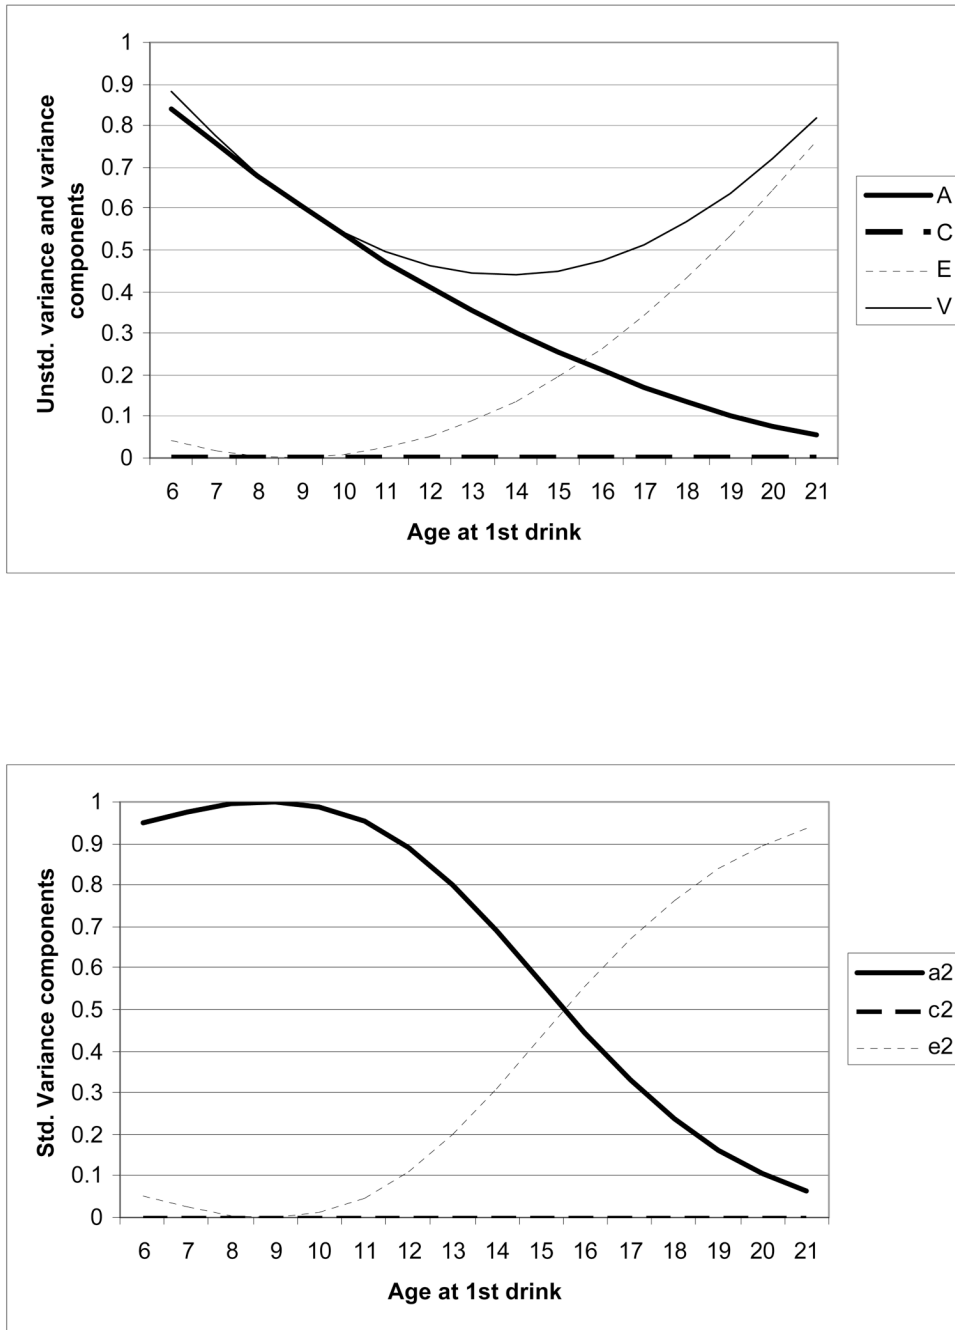 1
0.9
0.8
0.7
0.6
0.5
0.4
0.3
0.2
0.1
0
Unstd. variance and variance
components
6 7 8 9 10 11 12 13 14 15 16 17 18 19 20 21
Age at 1st drink
A
C
E
V
1
0.9
0.8
0.7
0.6
0.5
0.4
0.3
0.2
0.1
0
Std. Variance components
6 7 8 9 10 11 12 13 14 15 16 17 18 19 20 21
Age at 1st drink
a2
c2
e2